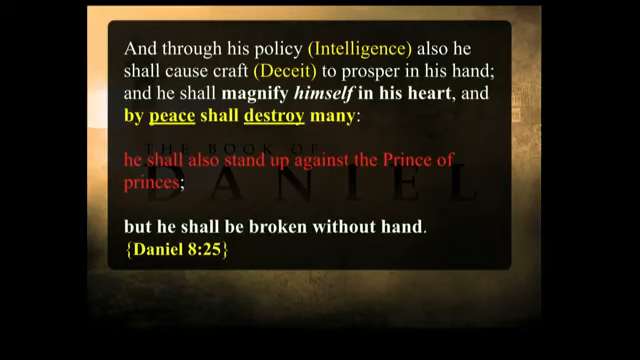 And through his policy (Intelligence) also he
shall cause craft (Deceit) to prosper in his hand;
and he shall magnify himself in his heart, and
by peace shall destroy many:
THE BOOK OF
he shall also stand up against the Prince of
princes;
DANIEL
but he shall be broken without hand.
{Daniel 8:25}